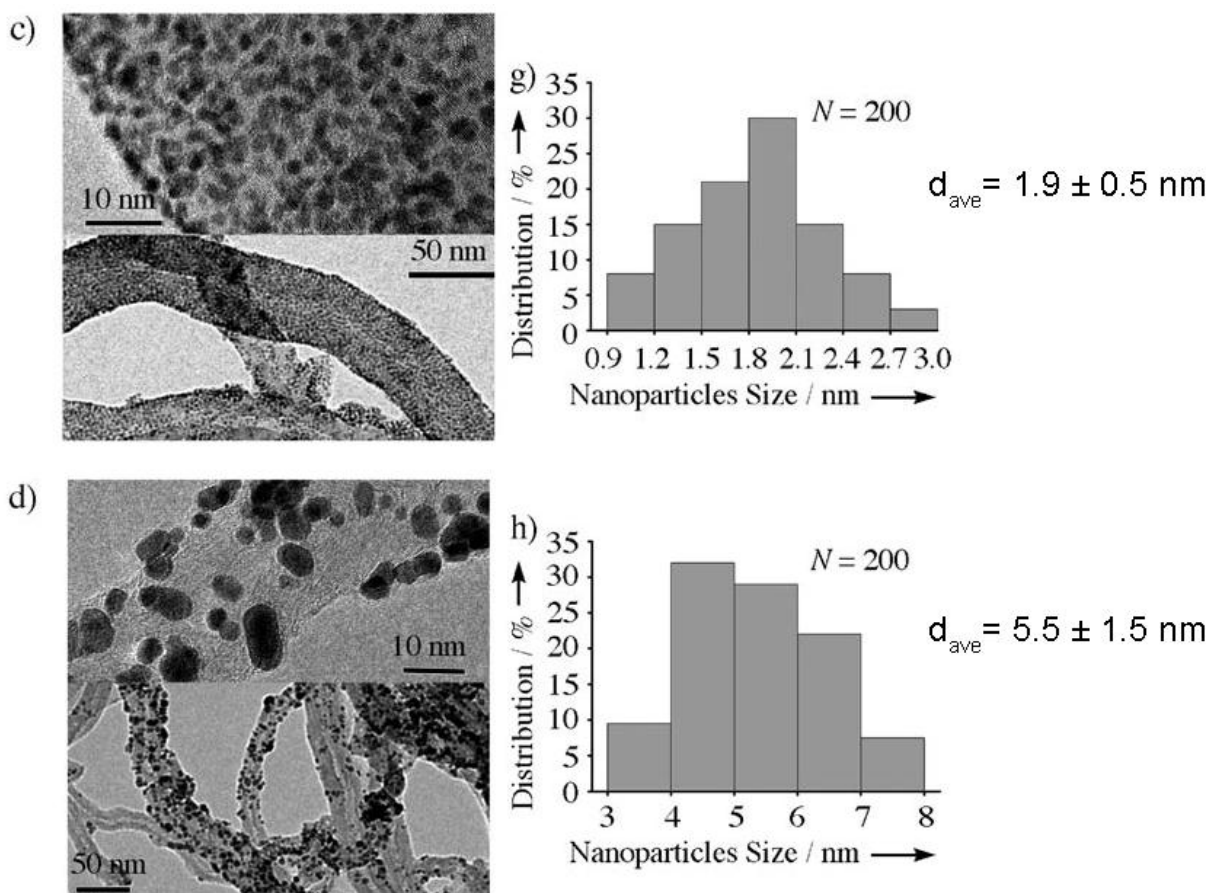 c)
10 nm
50 nm
g)
Distribution / % →
35
30
25
20
15
10
5
0
N = 200
0.9 1.2 1.5 1.8 2.1 2.4 2.7 3.0
Nanoparticles Size / nm →
dave= 1.9 ± 0.5 nm
d)
10 nm
50 nm
h)
Distribution / % →
35
30
25
20
15
10
5
0
N = 200
3 4 5 6 7 8
Nanoparticles Size / nm →
dave= 5.5 ± 1.5 nm